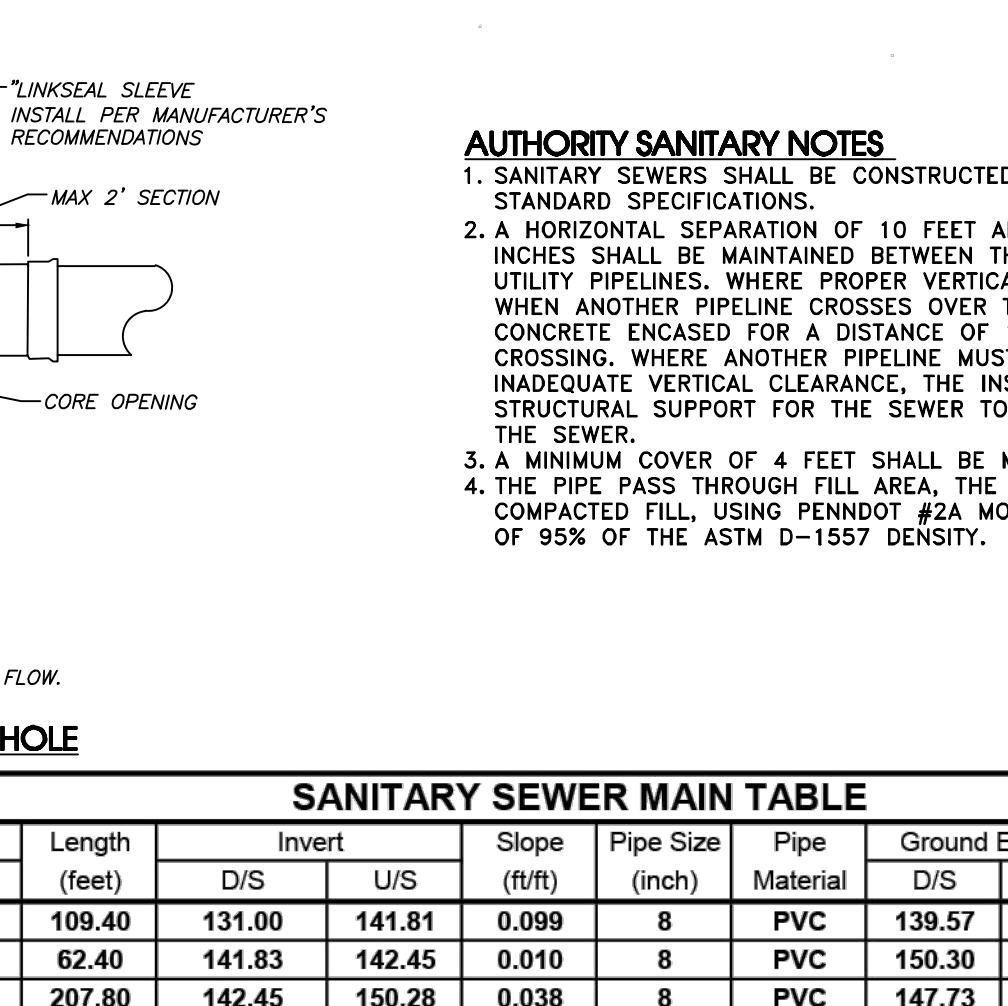 "LINKSEAL SLEEVE
INSTALL PER MANUFACTURER'S
RECOMMENDATIONS
MAX 2' SECTION
CORE OPENING
FLOW.
HOLE
AUTHORITY SANITARY NOTES
1. SANITARY SEWERS SHALL BE CONSTRUCTED
STANDARD SPECIFICATIONS.
2. A HORIZONTAL SEPARATION OF 10 FEET
INCHES SHALL BE MAINTAINED BETWEEN
UTILITY PIPELINES. WHERE PROPER
WHEN ANOTHER PIPELINE CROSSES OVER
CONCRETE ENCASED FOR A DISTANCE OF
CROSSING. WHERE ANOTHER PIPELINE MUST
INADEQUATE VERTICAL CLEARANCE, THE
STRUCTURAL SUPPORT FOR THE SEWER TO
THE SEWER.
3. A MINIMUM COVER OF 4 FEET SHALL BE
4. THE PIPE PASS THROUGH FILL AREA, THE
COMPACTED FILL, USING PENNDOT #2A
OF 95% OF THE ASTM D-1557 DENSITY.
SANITARY SEWER MAIN TABLE
Length Invert Slope Pipe Size Pipe Ground
(feet) D/S U/S (ft/ft) (inch) Material D/S
109.40 131.00 141.81 0.099 8 PVC 139.57
62.40 141.83 142.45 0.010 8 PVC 150.30
207.80 142.45 150.28 0.038 8 PVC 147.73